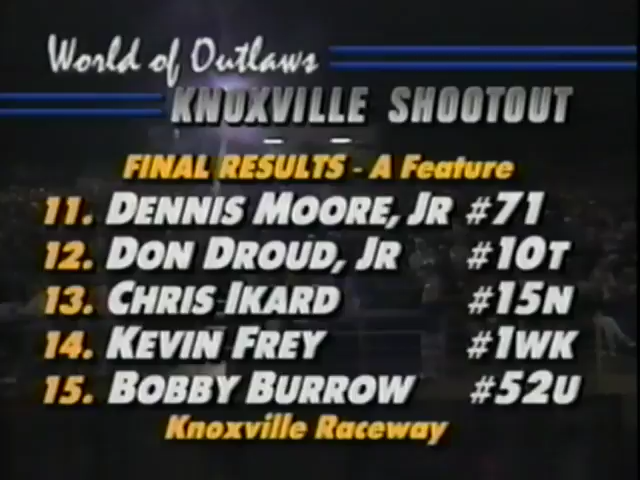 World of Outlaws
KNOXVILLE SHOOTOUT
FINAL RESULTS - A Feature
11. DENNIS MOORE, JR #71
12. DON DROUD, JR #10T
13. CHRIS IKARD #15N
14. KEVIN FREY #1WK
15. BOBBY BURROW #52U
Knoxville Raceway